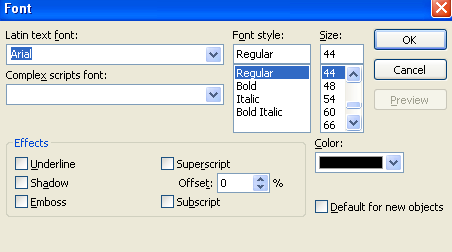 Font
Latin text font:
Arial
Complex scripts font:
Font style:
Regular
Regular
Bold
Italic
Bold Italic
Size:
44
44
48
54
60
66
OK
Cancel
Preview
Effects
Underline
Shadow
Emboss
Superscript
Offset: 0 %
Subscript
Color:
Default for new objects